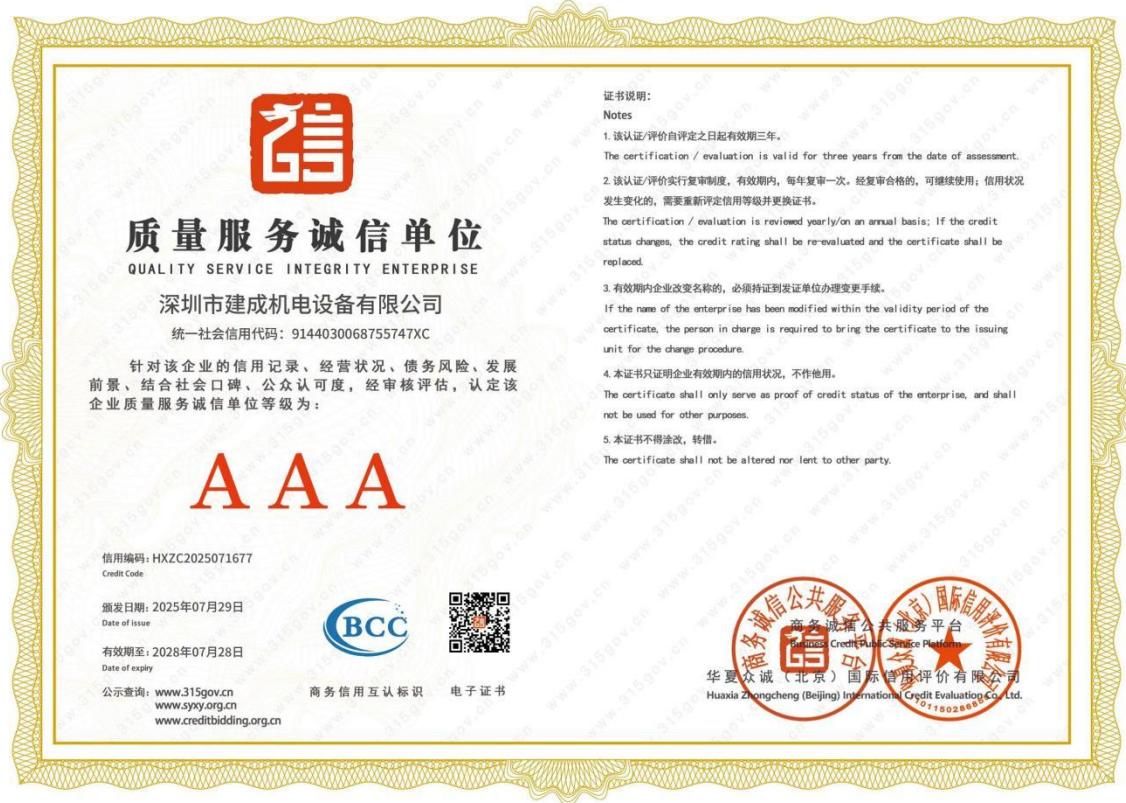 信
质量服务诚信单位
QUALITY SERVICE INTEGRITY ENTERPRISE
深圳市建成机电设备有限公司
统一社会信用代码：9144030068755747XC
针对该企业的信用记录、经营状况、债务风险、发展
前景、结合社会口碑、公众认可度，经审核评估，认定该
企业质量服务诚信单位等级为：
AAA
信用编码：HXZC2025071677
Credit Code
颁发日期：2025年07月29日
Date of issue
有效期至：2028年07月28日
Date of expiry
公示查询：www.315gov.cn
www.syxy.org.cn
www.creditbidding.org.cn
BCC
商务信用互认标识
电子证书
证书说明：
Notes
1. 该认证/评价自评定之日起有效期三年。
The certification / evaluation is valid for three years from the date of assessment.
2. 该认证/评价实行复审制度，有效期内，每年复审一次。经复审合格的，可继续使用；信用状况
发生变化的，需要重新评定信用等级并更换证书。
The certification / evaluation is reviewed yearly/on an annual basis; If the credit
status changes, the credit rating shall be re-evaluated and the certificate shall be
replaced.
3. 有效期内企业改变名称的，必须持证到发证单位办理变更手续。
If the name of the enterprise has been modified within the validity period of the
certificate, the person in charge is required to bring the certificate to the issuing
unit for the change procedure.
4. 本证书只证明企业有效期内的信用状况，不作他用。
The certificate shall only serve as proof of credit status of the enterprise, and shall
not be used for other purposes.
5. 本证书不得涂改，转借。
The certificate shall not be altered nor lent to other party.
商务诚信公共服务平台
商务诚信公共服务平台
Business Credit Public Service Platform
华夏众诚（北京）国际信用评价有限公司
Huaxia Zhongcheng (Beijing) International Credit Evaluation Co., Ltd.
www.315gov.cn